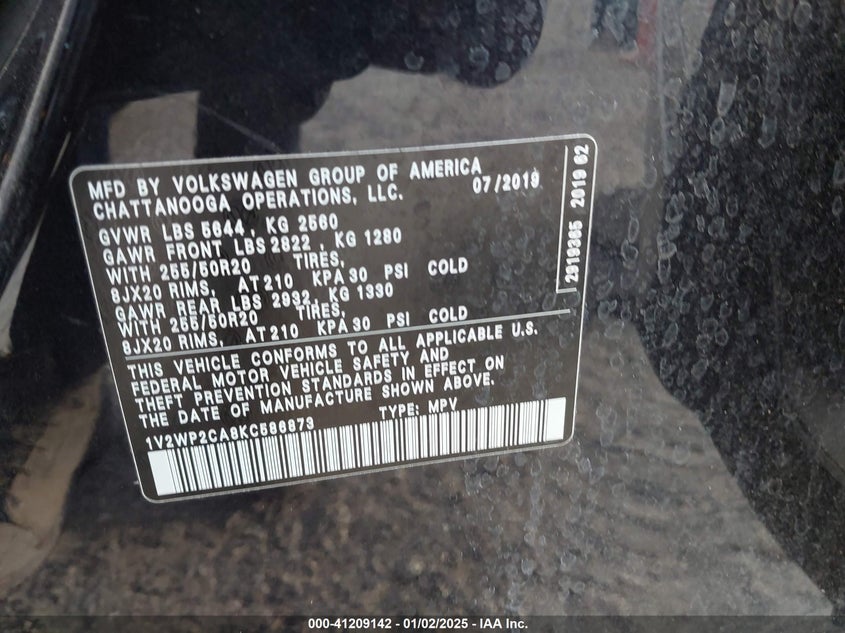 MFD BY VOLKSWAGEN GROUP OF AMERICA
CHATTANOOGA OPERATIONS, LLC. 07/2019
GVWR LBS 5644 , KG 2560
GAWR FRONT LBS 2822 , KG 1280
WITH 255/50R20 TIRES,
8JX20 RIMS, AT 210 KPA 30 PSI COLD
GAWR REAR LBS 2932, KG 1330
WITH 255/50R20 TIRES,
8JX20 RIMS, AT 210 KPA 30 PSI COLD
THIS VEHICLE CONFORMS TO ALL APPLICABLE U.S.
FEDERAL MOTOR VEHICLE SAFETY AND
THEFT PREVENTION STANDARDS IN EFFECT ON
THE DATE OF MANUFACTURE SHOWN ABOVE.
1V2WP2CA8KC586873 TYPE: MPV
2919365 2019 62
000-41209142 - 01/02/2025 - IAA Inc.